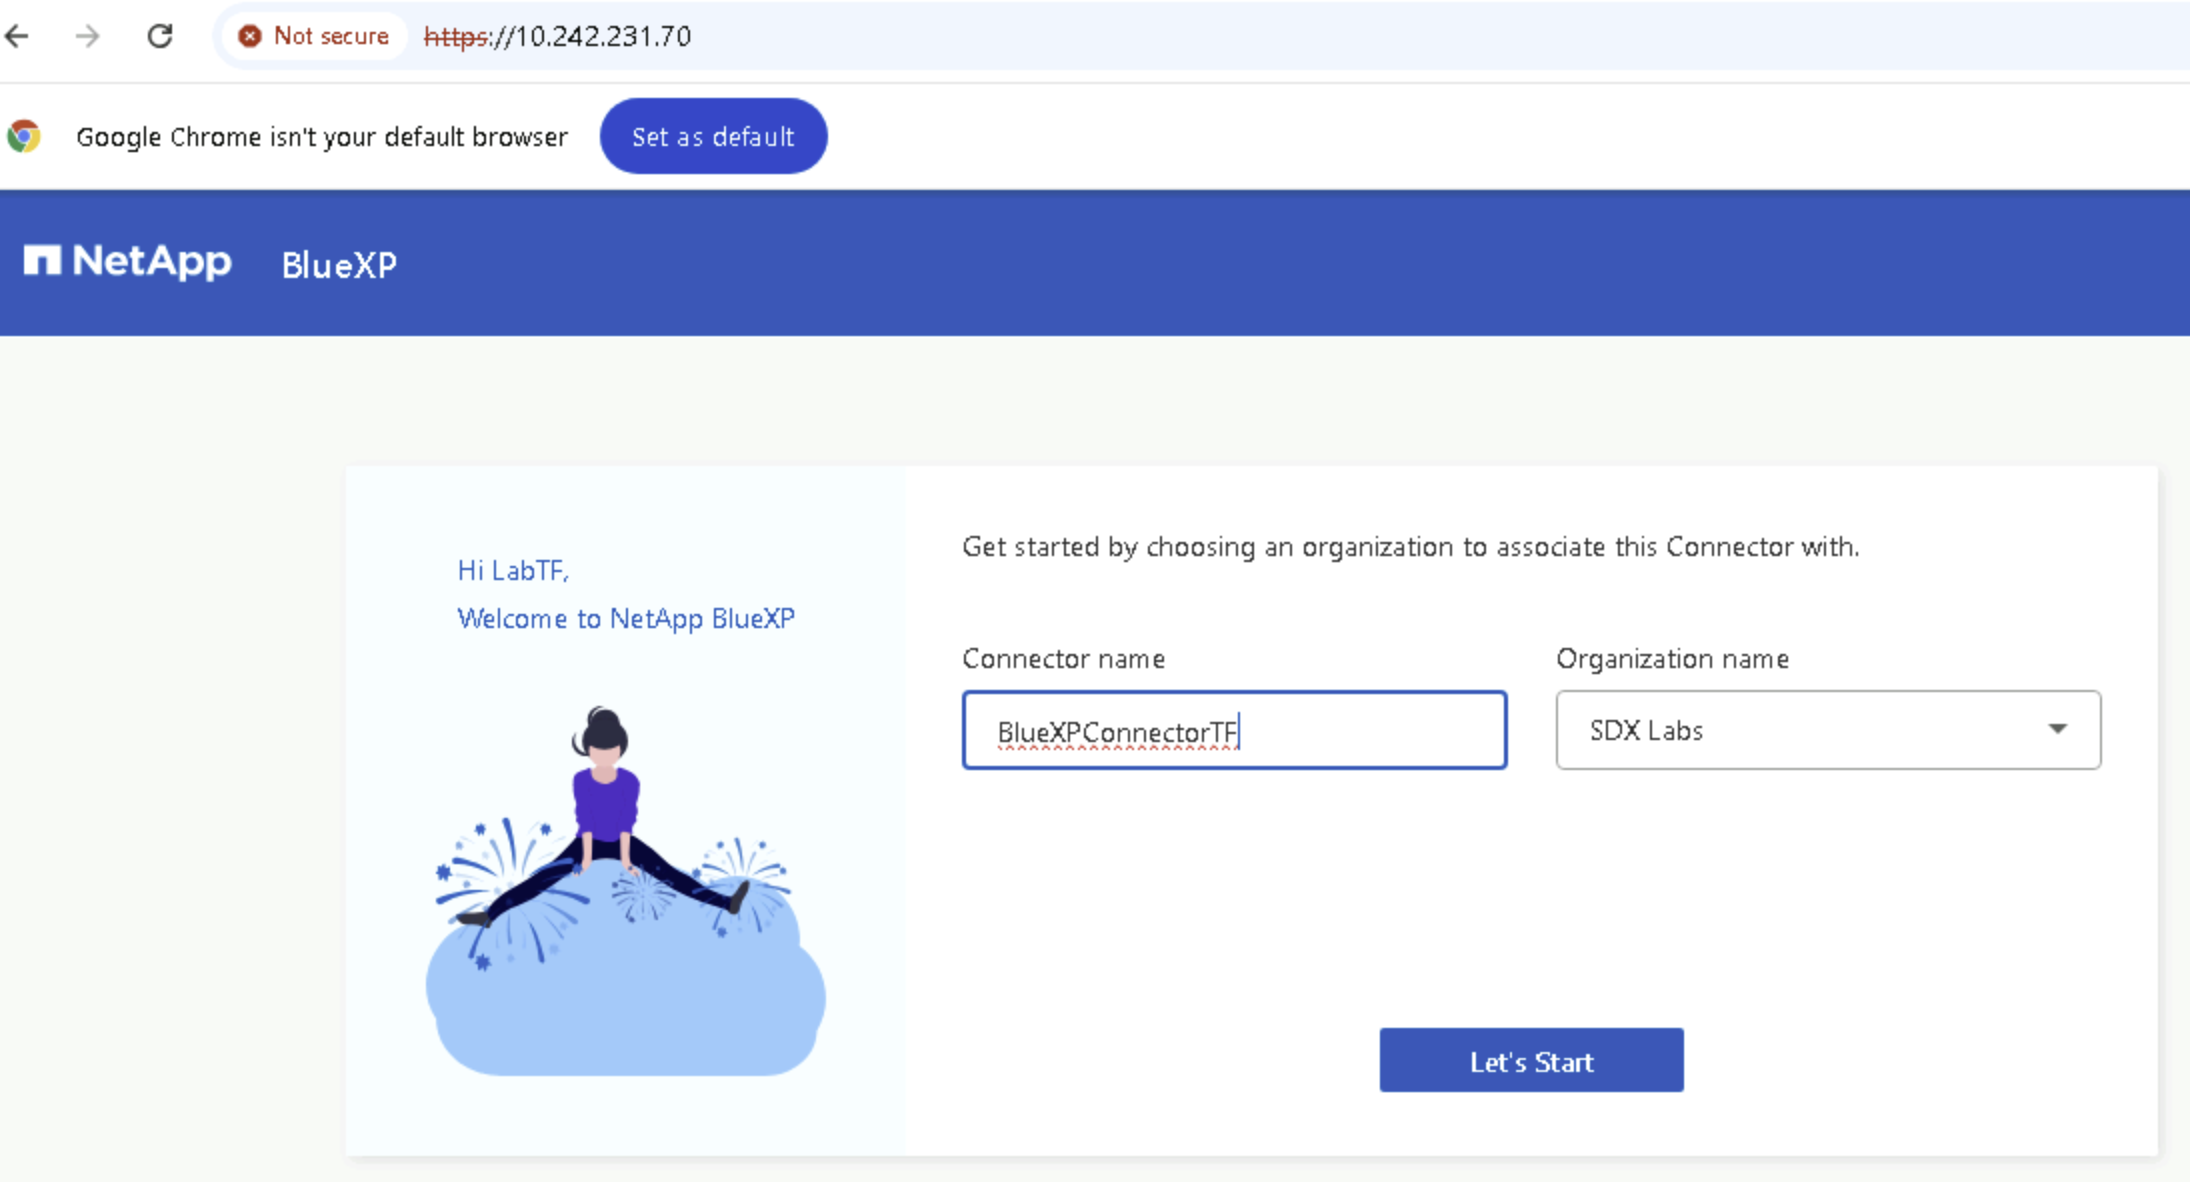 Not secure https://10.242.231.70
Google Chrome isn't your default browser Set as default
NetApp BlueXP
Hi LabTF,
Welcome to NetApp BlueXP
Get started by choosing an organization to associate this Connector with.
Connector name Organization name
BlueXPConnectorTF SDX Labs
Let's Start